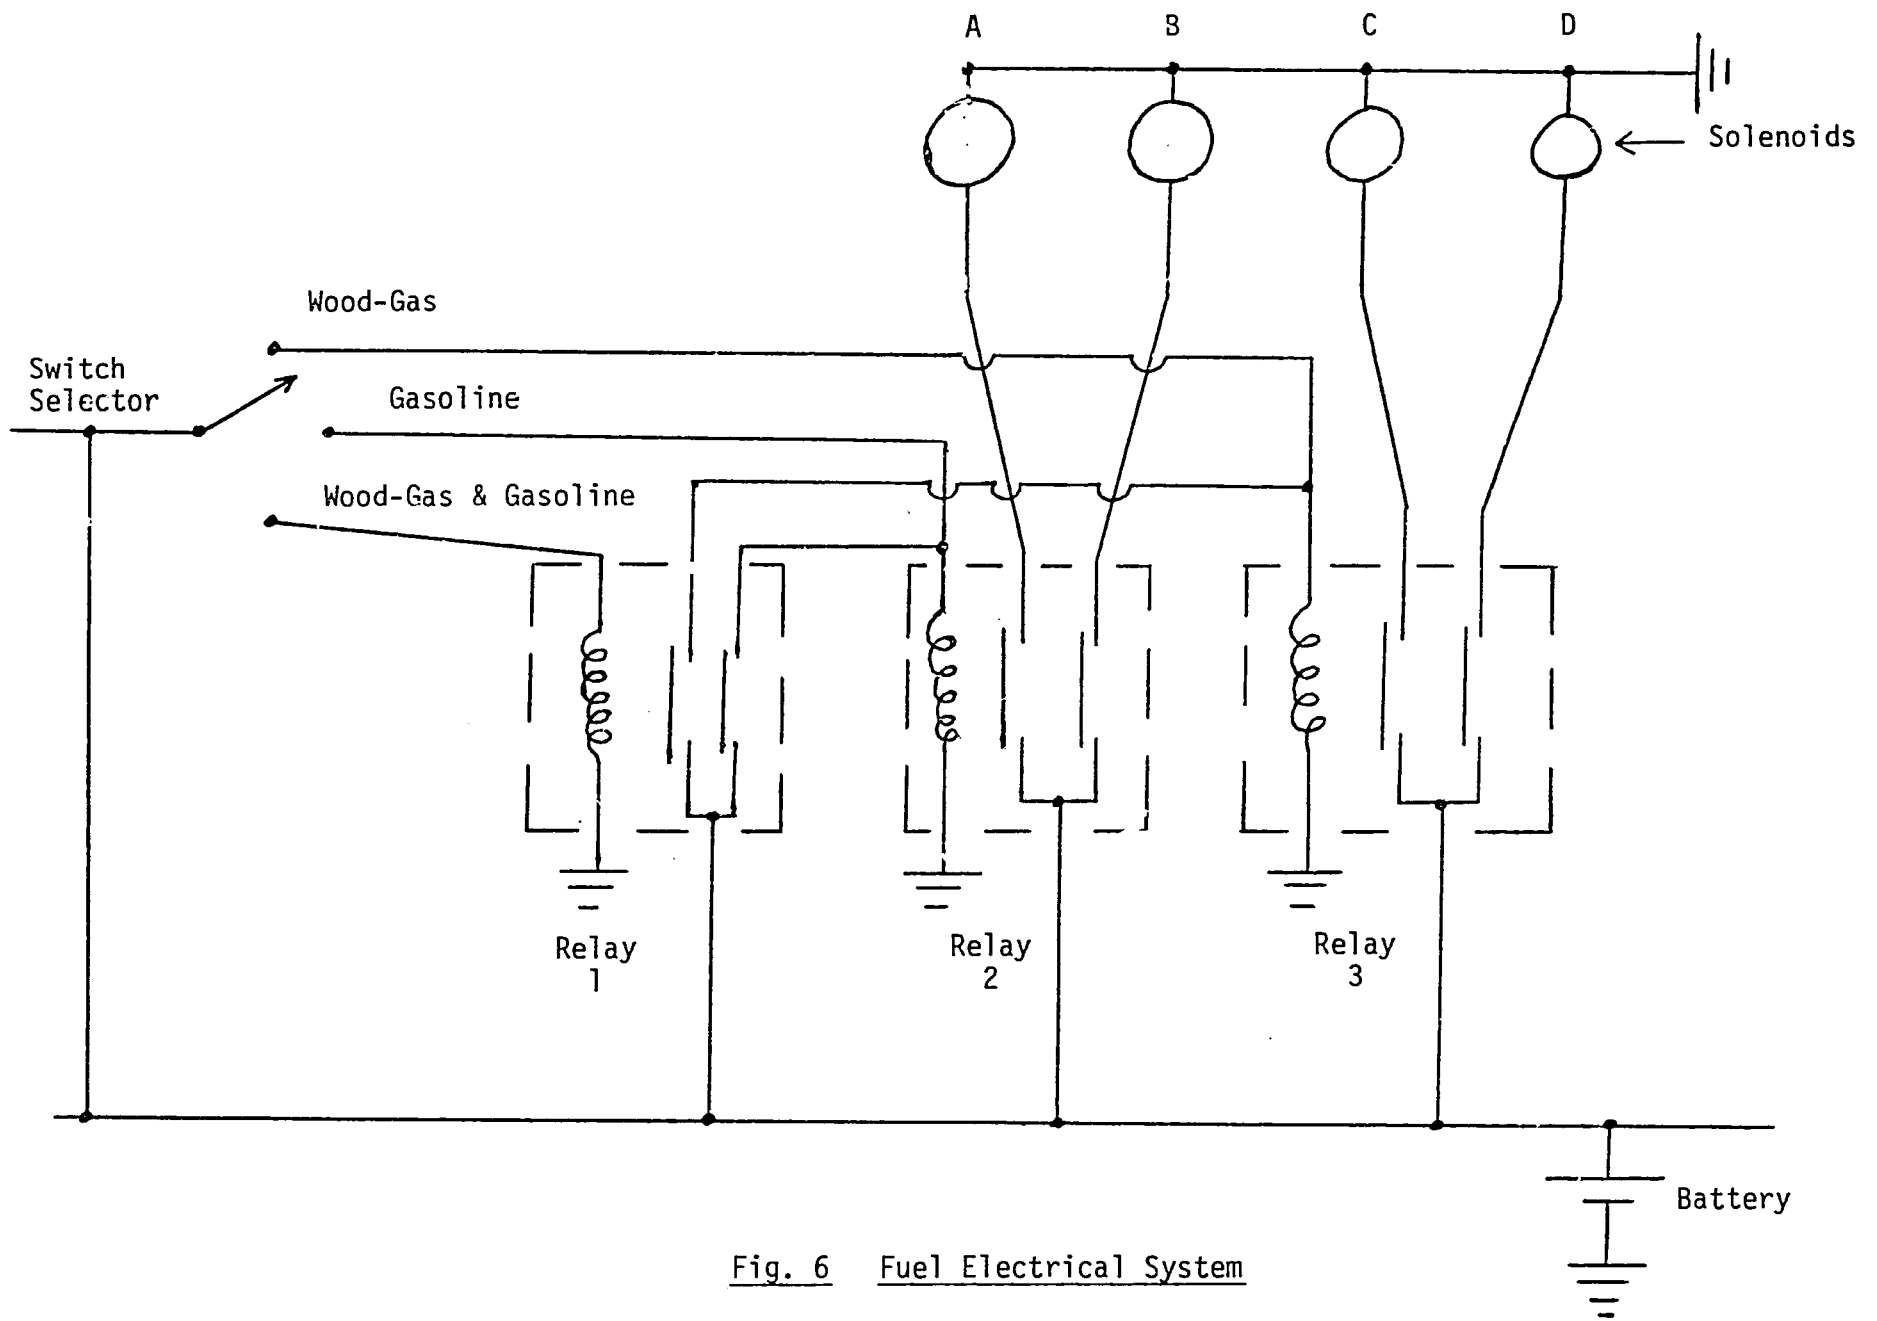 A B C D
Solenoids
Wood-Gas
Switch
Selector
Gasoline
Wood-Gas & Gasoline
Relay
1
Relay
2
Relay
3
Battery
Fig. 6 Fuel Electrical System